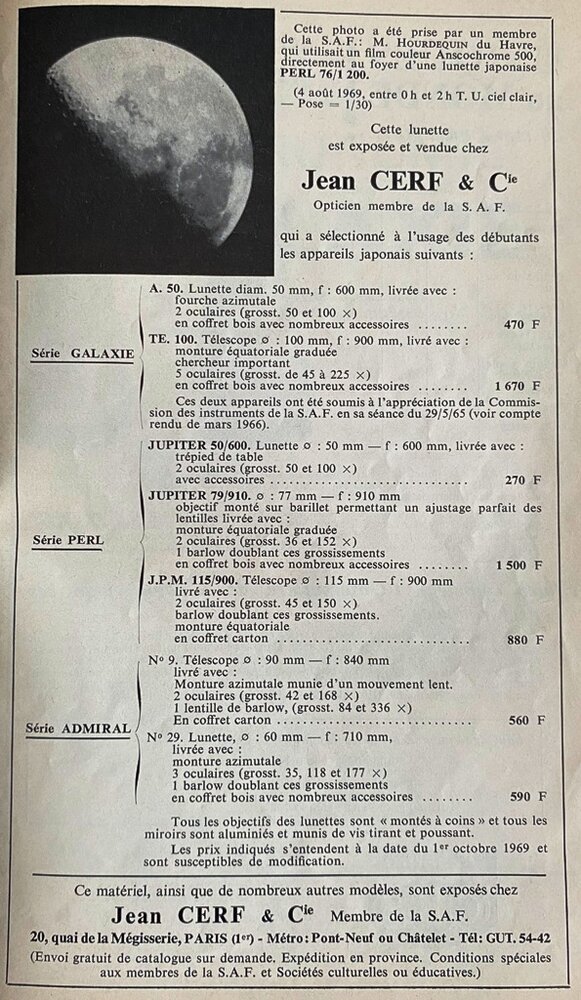 Cette photo a été prise par un membre
de la S.A.F.: M. HOURDEQUIN du Havre,
qui utilisait un film couleur Anscochrome 500,
directement au foyer d'une lunette japonaise
PERL 76/1 200.
(4 août 1969, entre 0 h et 2 h T. U. ciel clair,
— Pose = 1/30)
Cette lunette
est exposée et vendue chez
Jean CERF & Cie
Opticien membre de la S. A. F.
qui a sélectionné à l'usage des débutants
les appareils japonais suivants :
Série GALAXIE
A. 50. Lunette diam. 50 mm, f : 600 mm, livrée avec :
fourche azimutale
2 oculaires (grosst. 50 et 100 ×)
en coffret bois avec nombreux accessoires ........ 470 F
TE. 100. Télescope ø : 100 mm, f : 900 mm, livré avec :
monture équatoriale graduée
chercheur important
5 oculaires (grosst. de 45 à 225 ×)
en coffret bois avec nombreux accessoires ........ 1 670 F
Ces deux appareils ont été soumis à l'appréciation de la Commis-
sion des instruments de la S.A.F. en sa séance du 29/5/65 (voir compte
rendu de mars 1966).
Série PERL
JUPITER 50/600. Lunette ø : 50 mm — f : 600 mm, livrée avec :
trépied de table
2 oculaires (grosst. 50 et 100 ×)
avec accessoires ............................ 270 F
JUPITER 79/910. ø : 77 mm — f : 910 mm
objectif monté sur barillet permettant un ajustage parfait des
lentilles livrée avec :
monture équatoriale graduée
2 oculaires (grosst. 36 et 152 ×)
1 barlow doublant ces grossissements
en coffret bois avec nombreux accessoires ........ 1 500 F
J.P.M. 115/900. Télescope ø : 115 mm — f : 900 mm
livré avec :
2 oculaires (grosst. 45 et 150 ×)
barlow doublant ces grossissements.
monture équatoriale
en coffret carton ............................ 880 F
Série ADMIRAL
N° 9. Télescope ø : 90 mm — f : 840 mm
livré avec :
Monture azimutale munie d'un mouvement lent.
2 oculaires (grosst. 42 et 168 ×)
1 lentille de barlow, (grosst. 84 et 336 ×)
En coffret carton ............................ 560 F
N° 29. Lunette, ø : 60 mm — f : 710 mm,
livrée avec :
monture azimutale
3 oculaires (grosst. 35, 118 et 177 ×)
1 barlow doublant ces grossissements
en coffret bois avec nombreux accessoires ........ 590 F
Tous les objectifs des lunettes sont « montés à coins » et tous les
miroirs sont aluminiés et munis de vis tirant et poussant.
Les prix indiqués s'entendent à la date du 1er octobre 1969 et
sont susceptibles de modification.
Ce matériel, ainsi que de nombreux autres modèles, sont exposés chez
Jean CERF & Cie Membre de la S.A.F.
20, quai de la Mégisserie, PARIS (1er) - Métro: Pont-Neuf ou Châtelet - Tél: GUT. 54-42
(Envoi gratuit de catalogue sur demande. Expédition en province. Conditions spéciales
aux membres de la S.A.F. et Sociétés culturelles ou éducatives.)